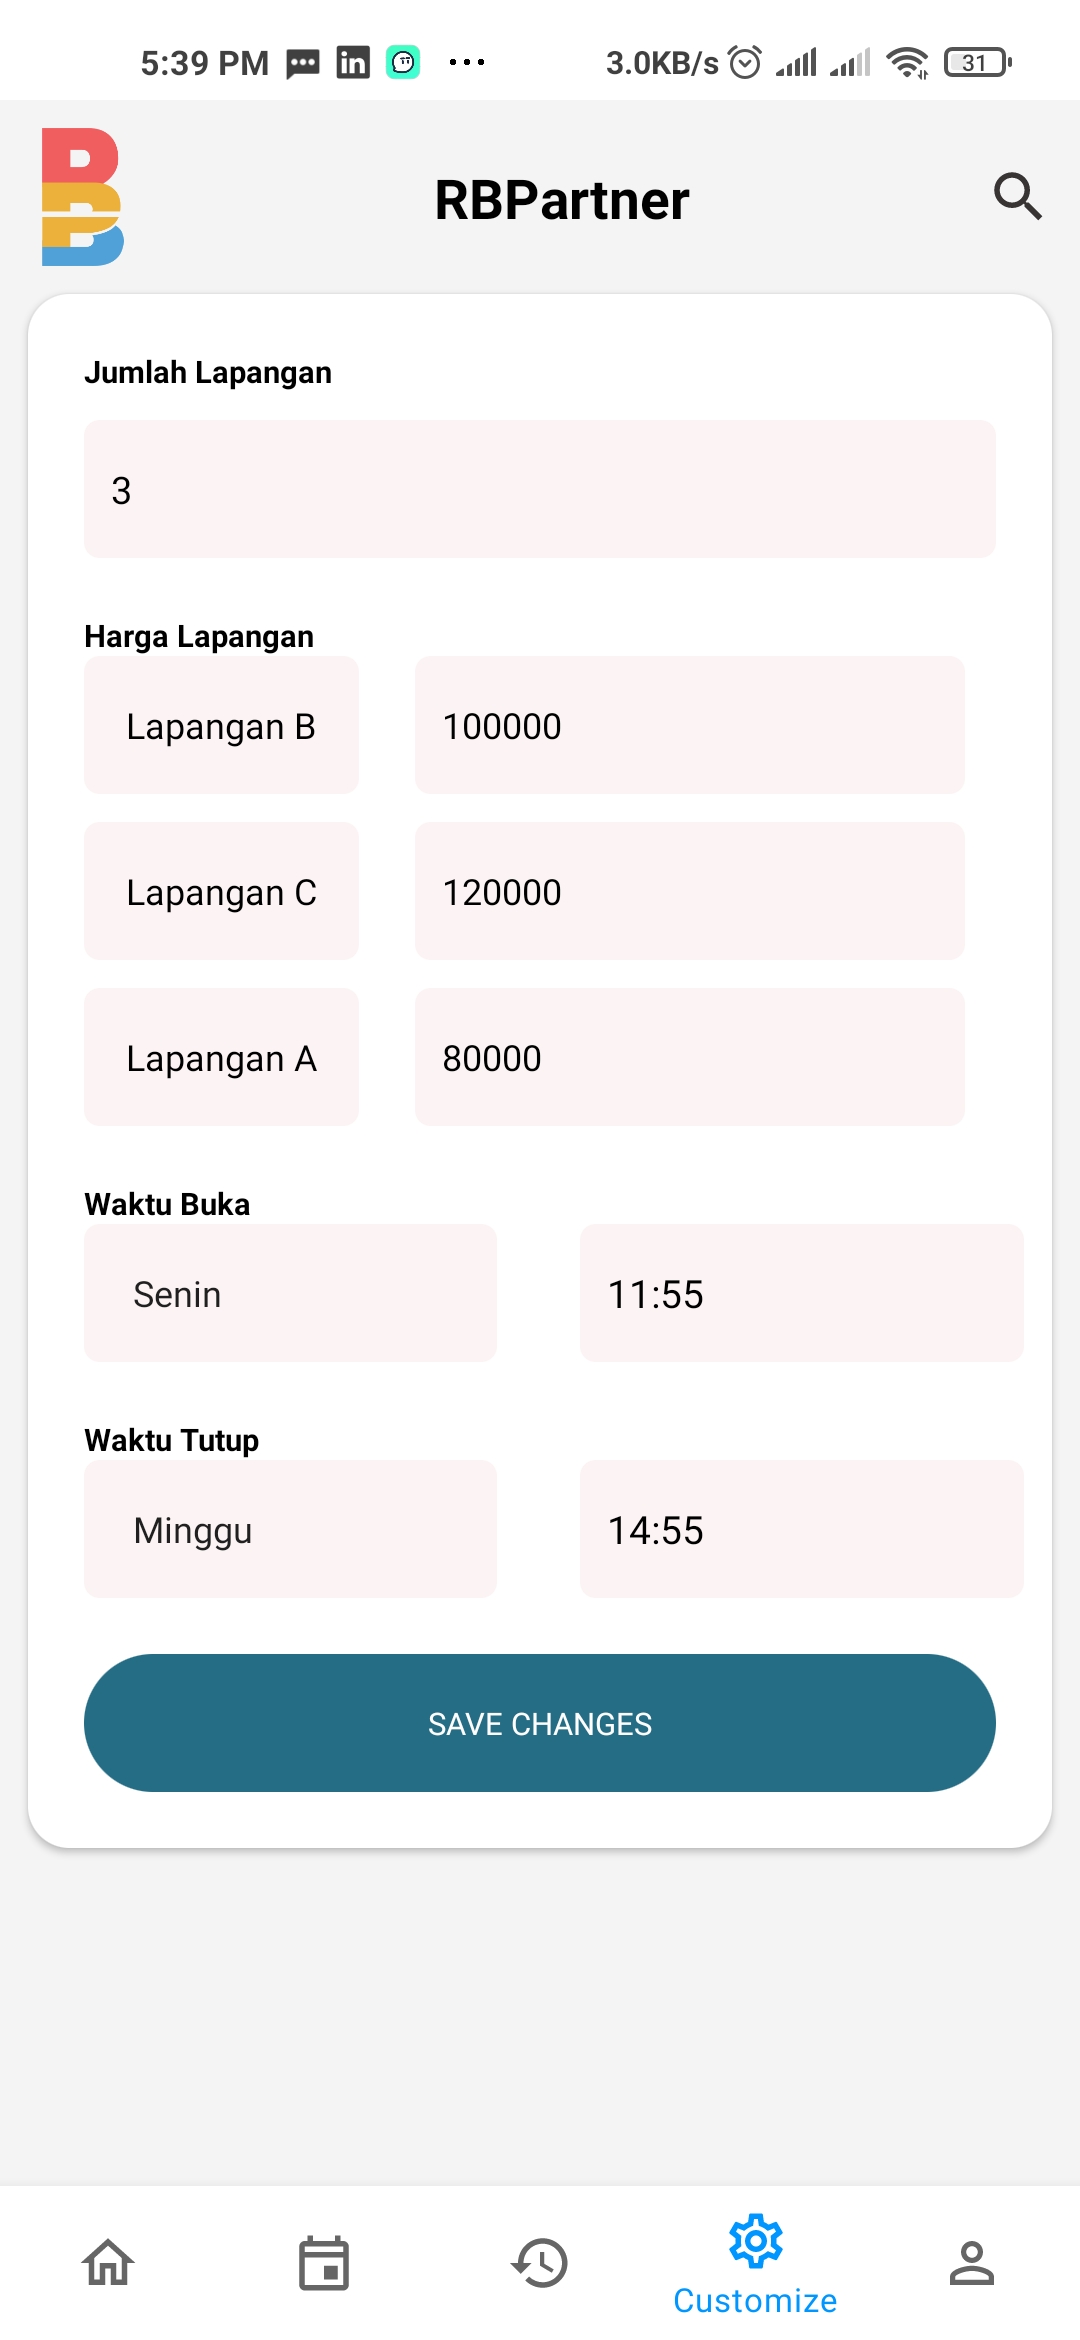 5:39 PM ... 3.0KB/s 31
RBPartner
Jumlah Lapangan
3
Harga Lapangan
Lapangan B 100000
Lapangan C 120000
Lapangan A 80000
Waktu Buka
Senin 11:55
Waktu Tutup
Minggu 14:55
SAVE CHANGES
Customize